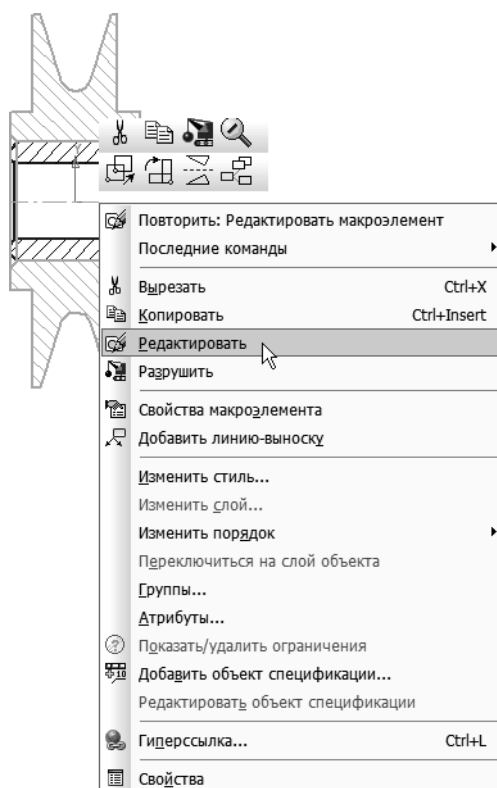 Повторить: Редактировать макроэлемент
Последние команды
Вырезать Ctrl+X
Копировать Ctrl+Insert
Редактировать
Разрушить
Свойства макроэлемента
Добавить линию-выноску
Изменить стиль...
Изменить слой...
Изменить порядок
Переключиться на слой объекта
Группы...
Атрибуты...
Показать/удалить ограничения
Добавить объект спецификации...
Редактировать объект спецификации
Гиперссылка... Ctrl+L
Свойства